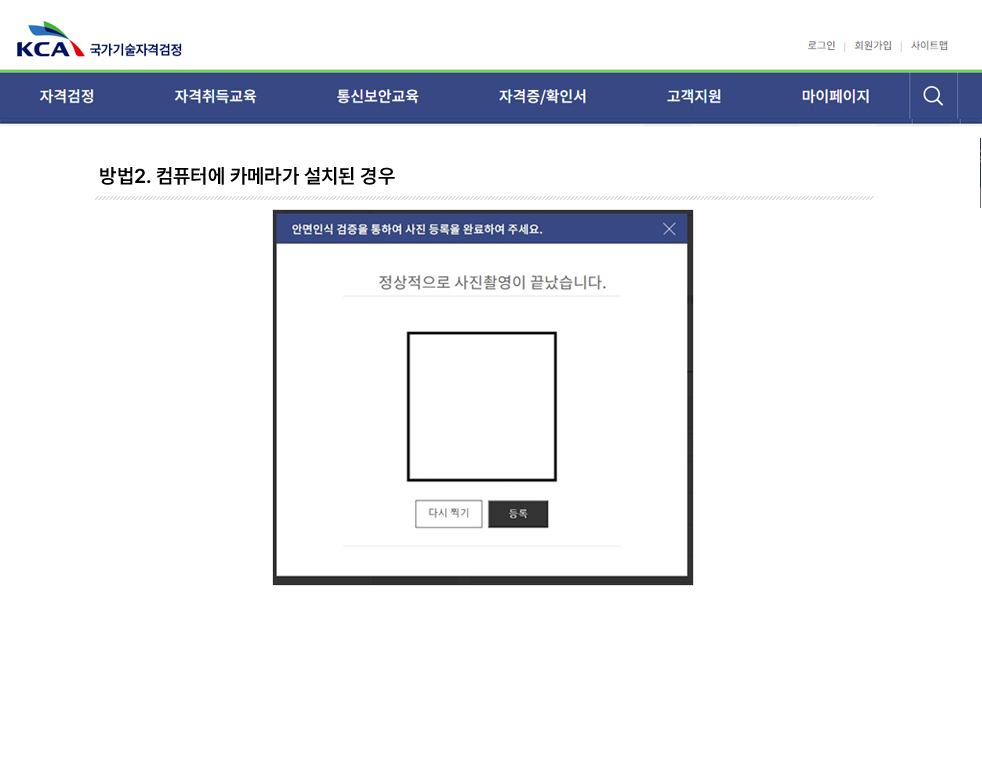 KCA 국가기술자격검정
로그인 | 회원가입 | 사이트맵
자격검정 자격취득교육 통신보안교육 자격증/확인서 고객지원 마이페이지
방법2. 컴퓨터에 카메라가 설치된 경우
안면인식 검증을 통하여 사진 등록을 완료하여 주세요.
정상적으로 사진촬영이 끝났습니다.
다시 찍기 등록